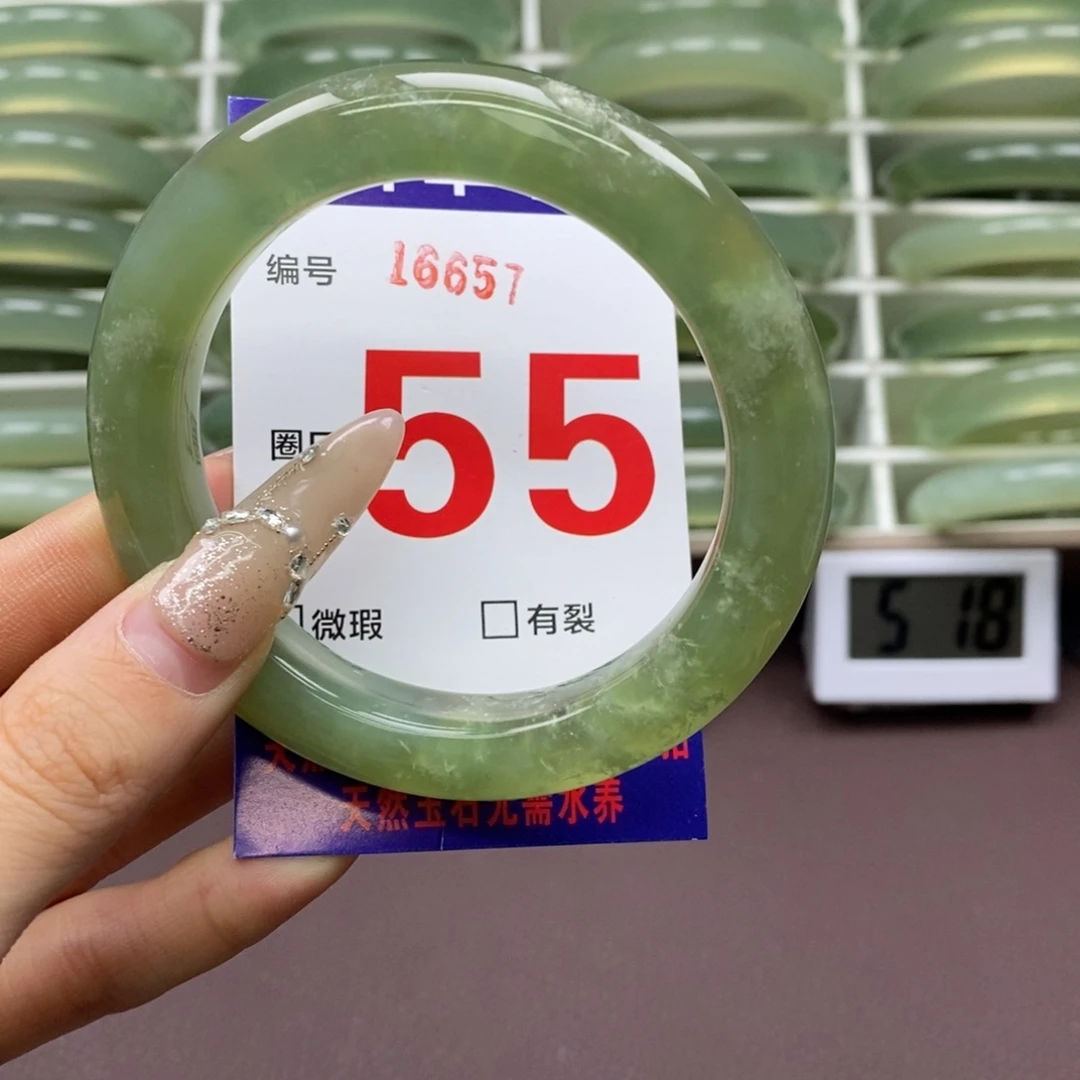 编号 16657
圈 55
微瑕 □有裂
天然玉石无需水养
5 18